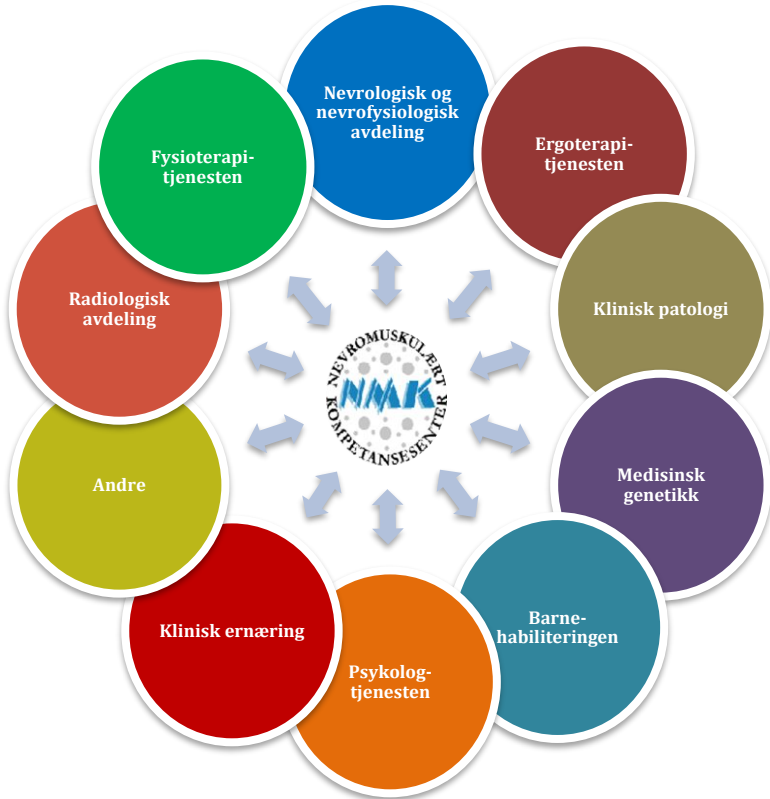 Nevrologisk og
nevrofysiologisk
avdeling
Ergoterapi-
tjenesten
Klinisk patologi
Medisinsk
genetikk
Barne-
habiliteringen
Psykolog-
tjenesten
Klinisk ernæring
Andre
Radiologisk
avdeling
Fysioterapi-
tjenesten
NEVROMUSKULÆRT
NMK
KOMPETANSESENTER